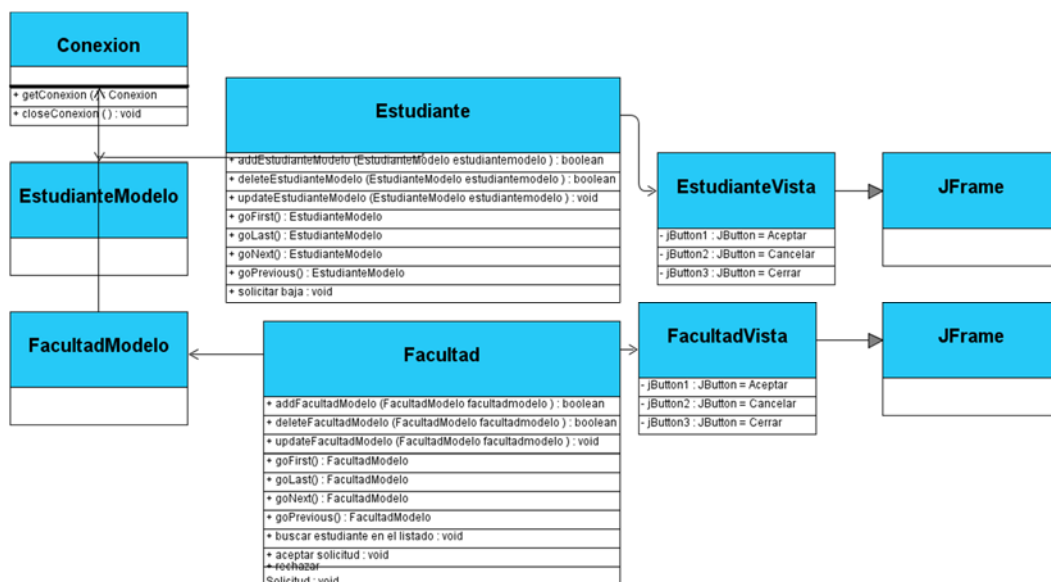 Conexion
+ getConexion ( ) : Conexion
+ closeConexion ( ) : void
Estudiante
+ addEstudianteModelo (EstudianteModelo estudiantemodelo ) : boolean
+ deleteEstudianteModelo (EstudianteModelo estudiantemodelo ) : boolean
+ updateEstudianteModelo (EstudianteModelo estudiantemodelo ) : void
+ goFirst() : EstudianteModelo
+ goLast() : EstudianteModelo
+ goNext() : EstudianteModelo
+ goPrevious() : EstudianteModelo
+ solicitar baja : void
EstudianteModelo
EstudianteVista
- jButton1 : JButton = Aceptar
- jButton2 : JButton = Cancelar
- jButton3 : JButton = Cerrar
JFrame
FacultadModelo
Facultad
+ addFacultadModelo (FacultadModelo facultadmodelo ) : boolean
+ deleteFacultadModelo (FacultadModelo facultadmodelo ) : boolean
+ updateFacultadModelo (FacultadModelo facultadmodelo ) : void
+ goFirst() : FacultadModelo
+ goLast() : FacultadModelo
+ goNext() : FacultadModelo
+ goPrevious() : FacultadModelo
+ buscar estudiante en el listado : void
+ aceptar solicitud : void
+ rechazar
Solicitud : void
FacultadVista
- jButton1 : JButton = Aceptar
- jButton2 : JButton = Cancelar
- jButton3 : JButton = Cerrar
JFrame